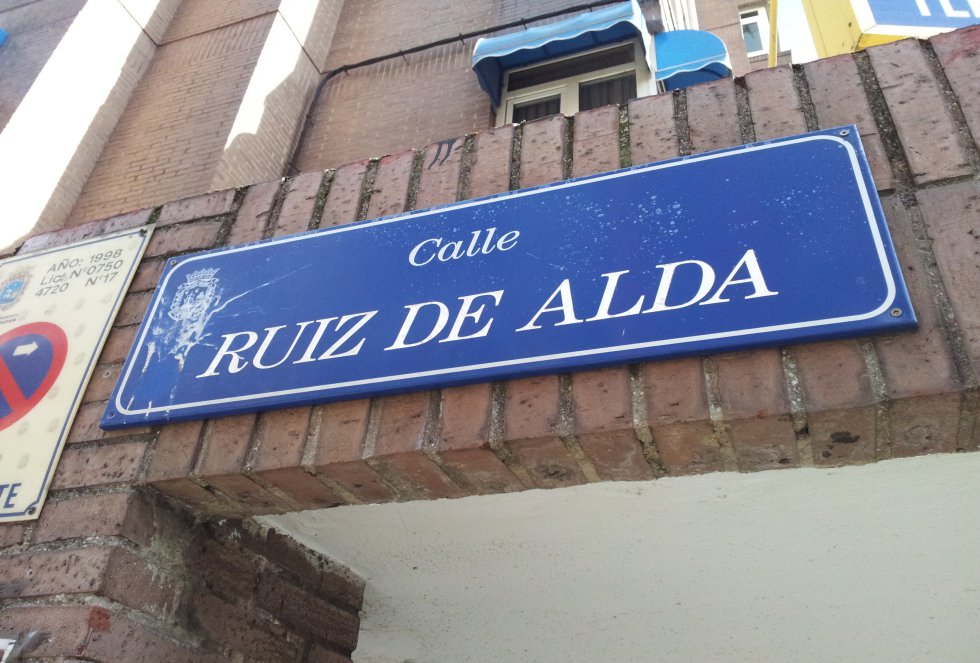 Calle
RUIZ DE ALDA
AÑO: 1998
LIC. Nº0750
4720 Nº17
TE